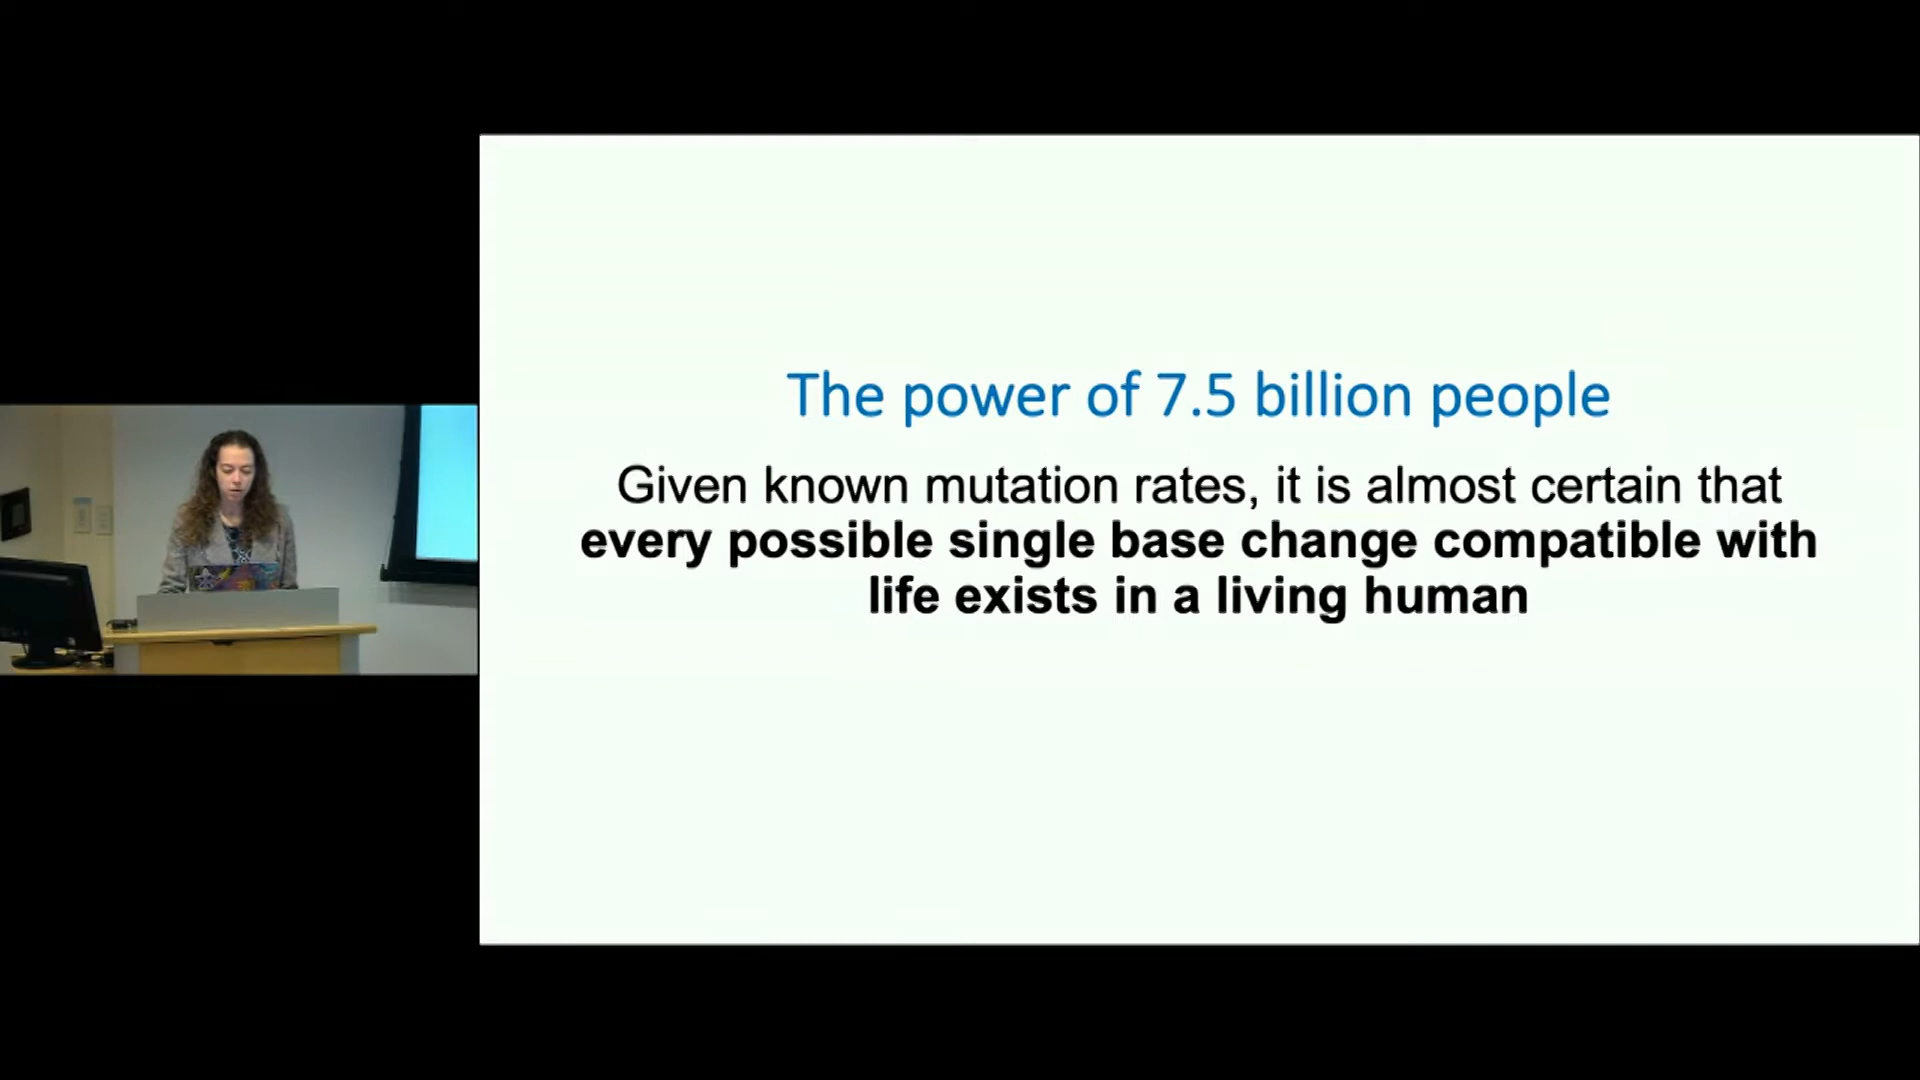 The power of 7.5 billion people
Given known mutation rates, it is almost certain that
every possible single base change compatible with
life exists in a living human